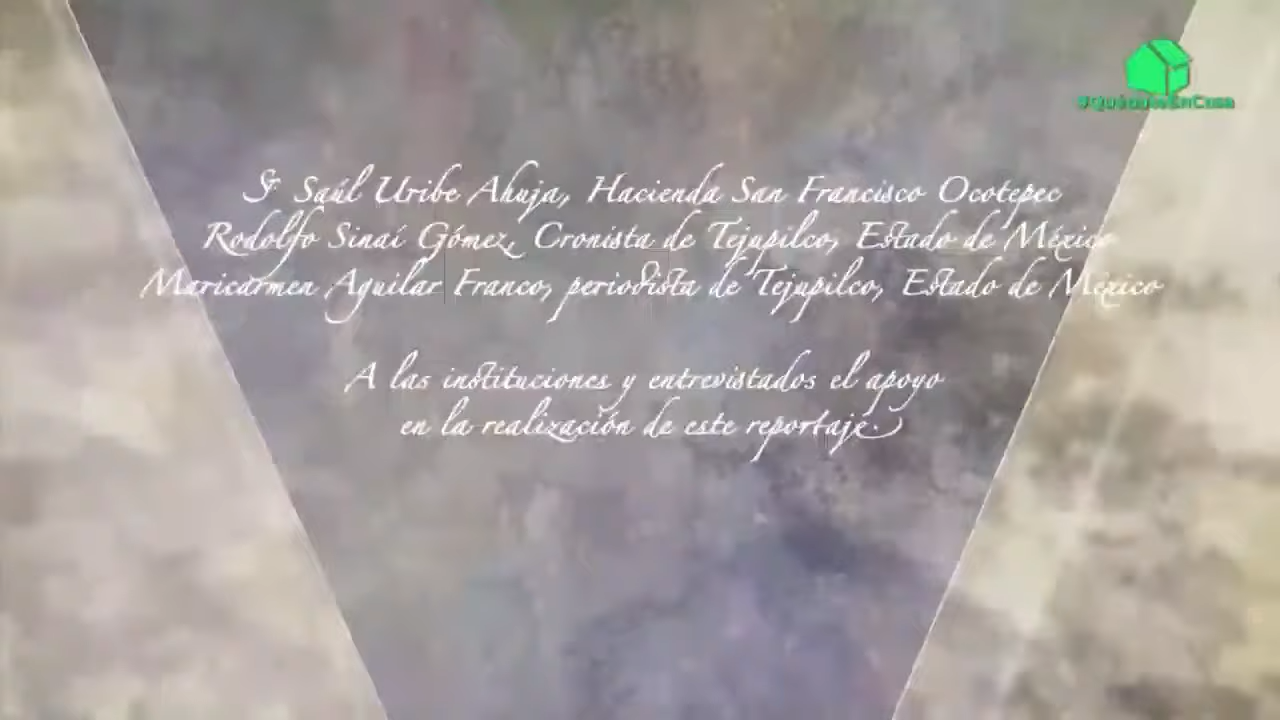 #QuédateEnCasa
Sr Saúl Uribe Ahuja, Hacienda San Francisco Ocotepec
Rodolfo Sinaí Gómez, Cronista de Tejupilco, Estado de México
Maricarmen Aguilar Franco, periodista de Tejupilco, Estado de México
A las instituciones y entrevistados el apoyo
en la realización de este reportaje.